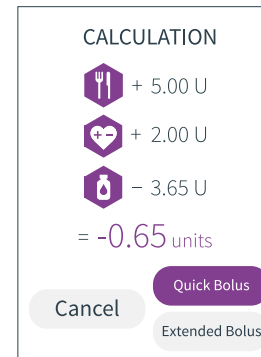 CALCULATION
+ 5.00 U
+ 2.00 U
− 3.65 U
= -0.65 units
Quick Bolus
Cancel
Extended Bolus